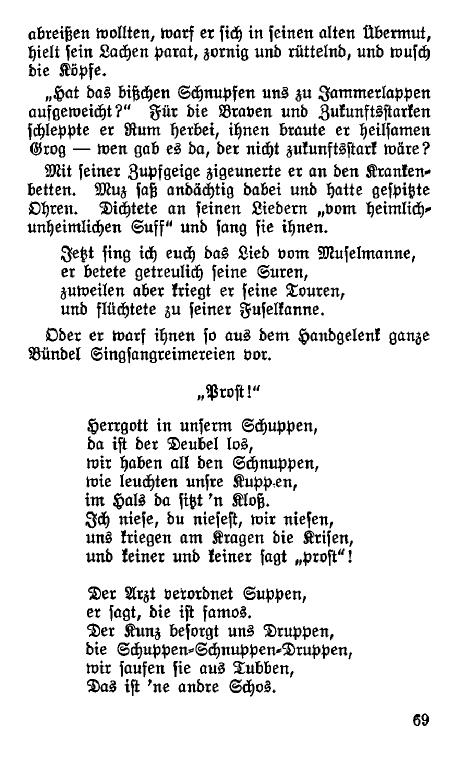 abreißen wollten, warf er sich in seinen alten Übermut,
hielt sein Lachen parat, zornig und rüttelnd, und wusch
die Köpfe.
„Hat das bißchen Schnupfen uns zu Jammerlappen
aufgeweicht?“ Für die Braven und Zukunftsstarken
schleppte er Rum herbei, ihnen braute er heilsamen
Grog — wen gab es da, der nicht zukunftsstark wäre?
Mit seiner Zupfgeige zigeunerte er an den Kranken-
betten. Muz saß andächtig dabei und hatte gespitzte
Ohren. Dichtete an seinen Liedern „vom heimlich-
unheimlichen Suff“ und sang sie ihnen.
Jetzt sing ich euch das Lied vom Muselmanne,
er betete getreulich seine Suren,
zuweilen aber kriegt er seine Touren,
und flüchtete zu seiner Fuselkanne.
Oder er warf ihnen so aus dem Handgelenk ganze
Bündel Singsangreimereien vor.
„Prost!“
Herrgott in unserm Schuppen,
da ist der Deubel los,
wir haben all den Schnuppen,
wie leuchten unsre Kuppen,
im Hals da sitzt 'n Kloß.
Ich niese, du niesest, wir niesen,
uns kriegen am Kragen die Krisen,
und keiner und keiner sagt „prost“!
Der Arzt verordnet Suppen,
er sagt, die ist famos.
Der Kunz besorgt uns Druppen,
die Schuppen-Schnuppen-Druppen,
wir saufen sie aus Tubben,
Das ist 'ne andre Schos.
69